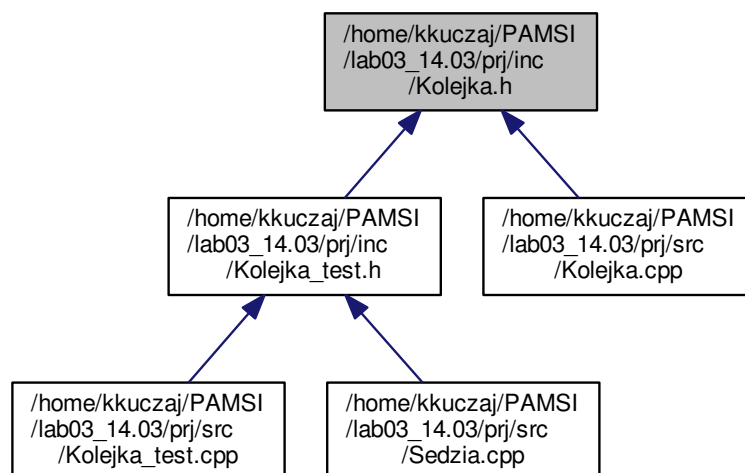 /home/kkuczaj/PAMSI
/lab03_14.03/prj/inc
/Kolejka.h
/home/kkuczaj/PAMSI
/lab03_14.03/prj/inc
/Kolejka_test.h
/home/kkuczaj/PAMSI
/lab03_14.03/prj/src
/Kolejka.cpp
/home/kkuczaj/PAMSI
/lab03_14.03/prj/src
/Kolejka_test.cpp
/home/kkuczaj/PAMSI
/lab03_14.03/prj/src
/Sedzia.cpp